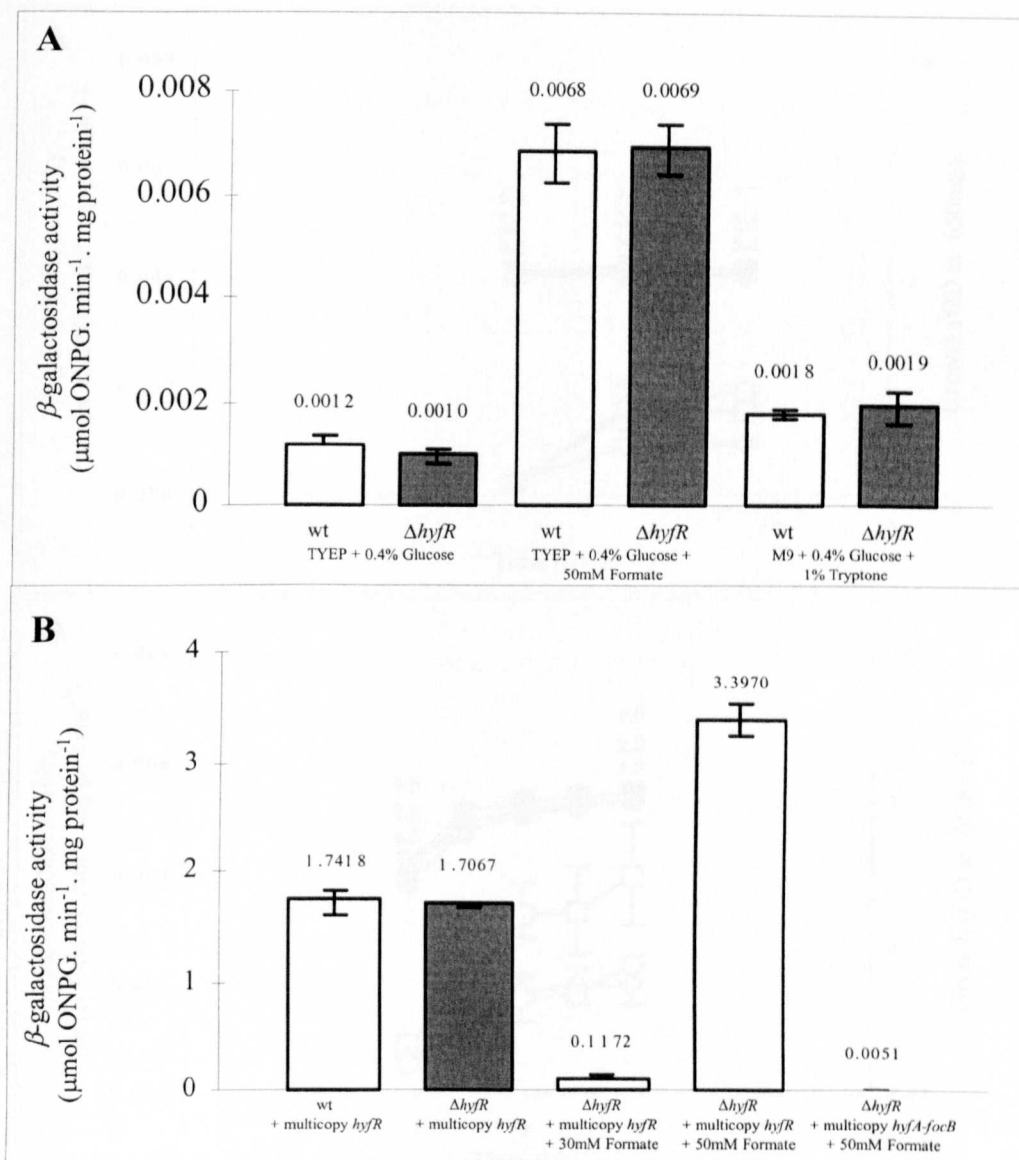 A
β-galactosidase activity
(μmol ONPG. min⁻¹. mg protein⁻¹)
0.008
0.006
0.004
0.002
0
0.0012
0.0010
0.0068
0.0069
0.0018
0.0019
wt
ΔhyfR
wt
ΔhyfR
wt
ΔhyfR
TYEP + 0.4% Glucose
TYEP + 0.4% Glucose +
50mM Formate
M9 + 0.4% Glucose +
1% Tryptone
B
β-galactosidase activity
(μmol ONPG. min⁻¹. mg protein⁻¹)
4
3
2
1
0
1.7418
1.7067
0.1172
3.3970
0.0051
wt
+ multicopy hyfR
ΔhyfR
+ multicopy hyfR
ΔhyfR
+ multicopy hyfR
+ 30mM Formate
ΔhyfR
+ multicopy hyfR
+ 50mM Formate
ΔhyfR
+ multicopy hyfA-focB
+ 50mM Formate